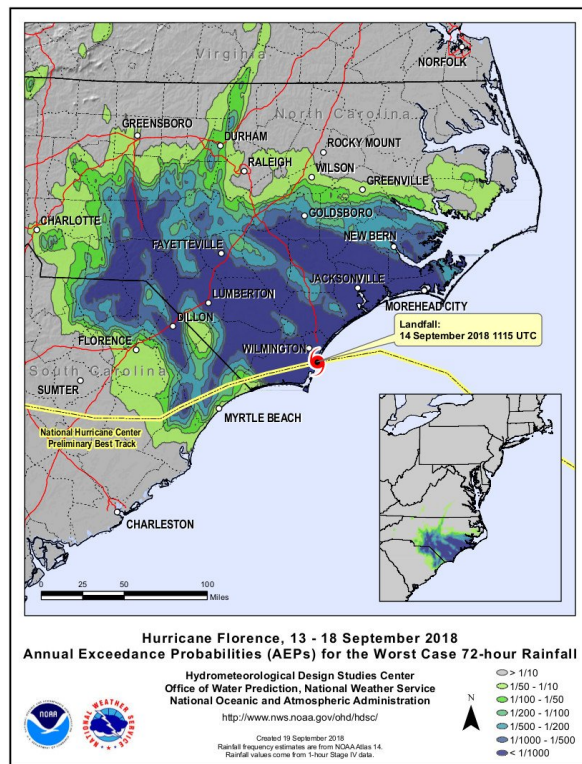 Virginia
NORFOLK
North Carolina
GREENSBORO
DURHAM
ROCKY MOUNT
RALEIGH
WILSON
GREENVILLE
GOLDSBORO
CHARLOTTE
NEW BERN
FAYETTEVILLE
JACKSONVILLE
LUMBERTON
MOREHEAD CITY
DILLON
Landfall:
14 September 2018 1115 UTC
WILMINGTON
FLORENCE
South Carolina
SUMTER
MYRTLE BEACH
National Hurricane Center
Preliminary Best Track
CHARLESTON
0 25 50 100
Miles
Hurricane Florence, 13 - 18 September 2018
Annual Exceedance Probabilities (AEPs) for the Worst Case 72-hour Rainfall
Hydrometeorological Design Studies Center
Office of Water Prediction, National Weather Service
National Oceanic and Atmospheric Administration
http://www.nws.noaa.gov/ohd/hdsc/
Created 19 September 2018
Rainfall frequency estimates are from NOAA Atlas 14.
Rainfall values come from 1-hour Stage IV data.
NOAA
NATIONAL WEATHER SERVICE
N
> 1/10
1/50 - 1/10
1/100 - 1/50
1/200 - 1/100
1/500 - 1/200
1/1000 - 1/500
< 1/1000